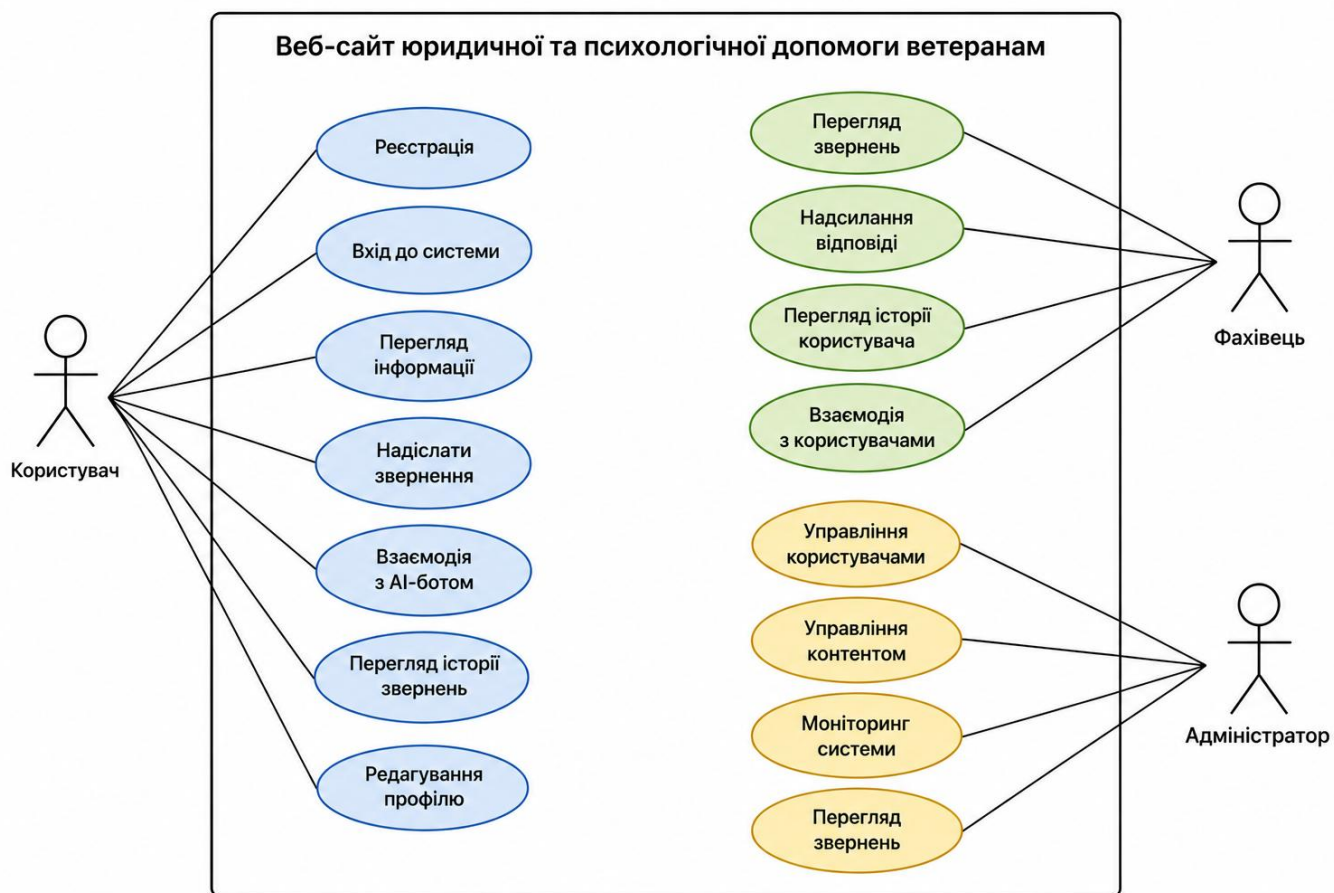 Веб-сайт юридичної та психологічної допомоги ветеранам
Реєстрація
Вхід до системи
Перегляд
інформації
Надіслати
звернення
Взаємодія
з AI-ботом
Перегляд історії
звернень
Редагування
профілю
Користувач
Перегляд
звернень
Надсилання
відповіді
Перегляд історії
користувача
Взаємодія
з користувачами
Фахівець
Управління
користувачами
Управління
контентом
Моніторинг
системи
Перегляд
звернень
Адміністратор